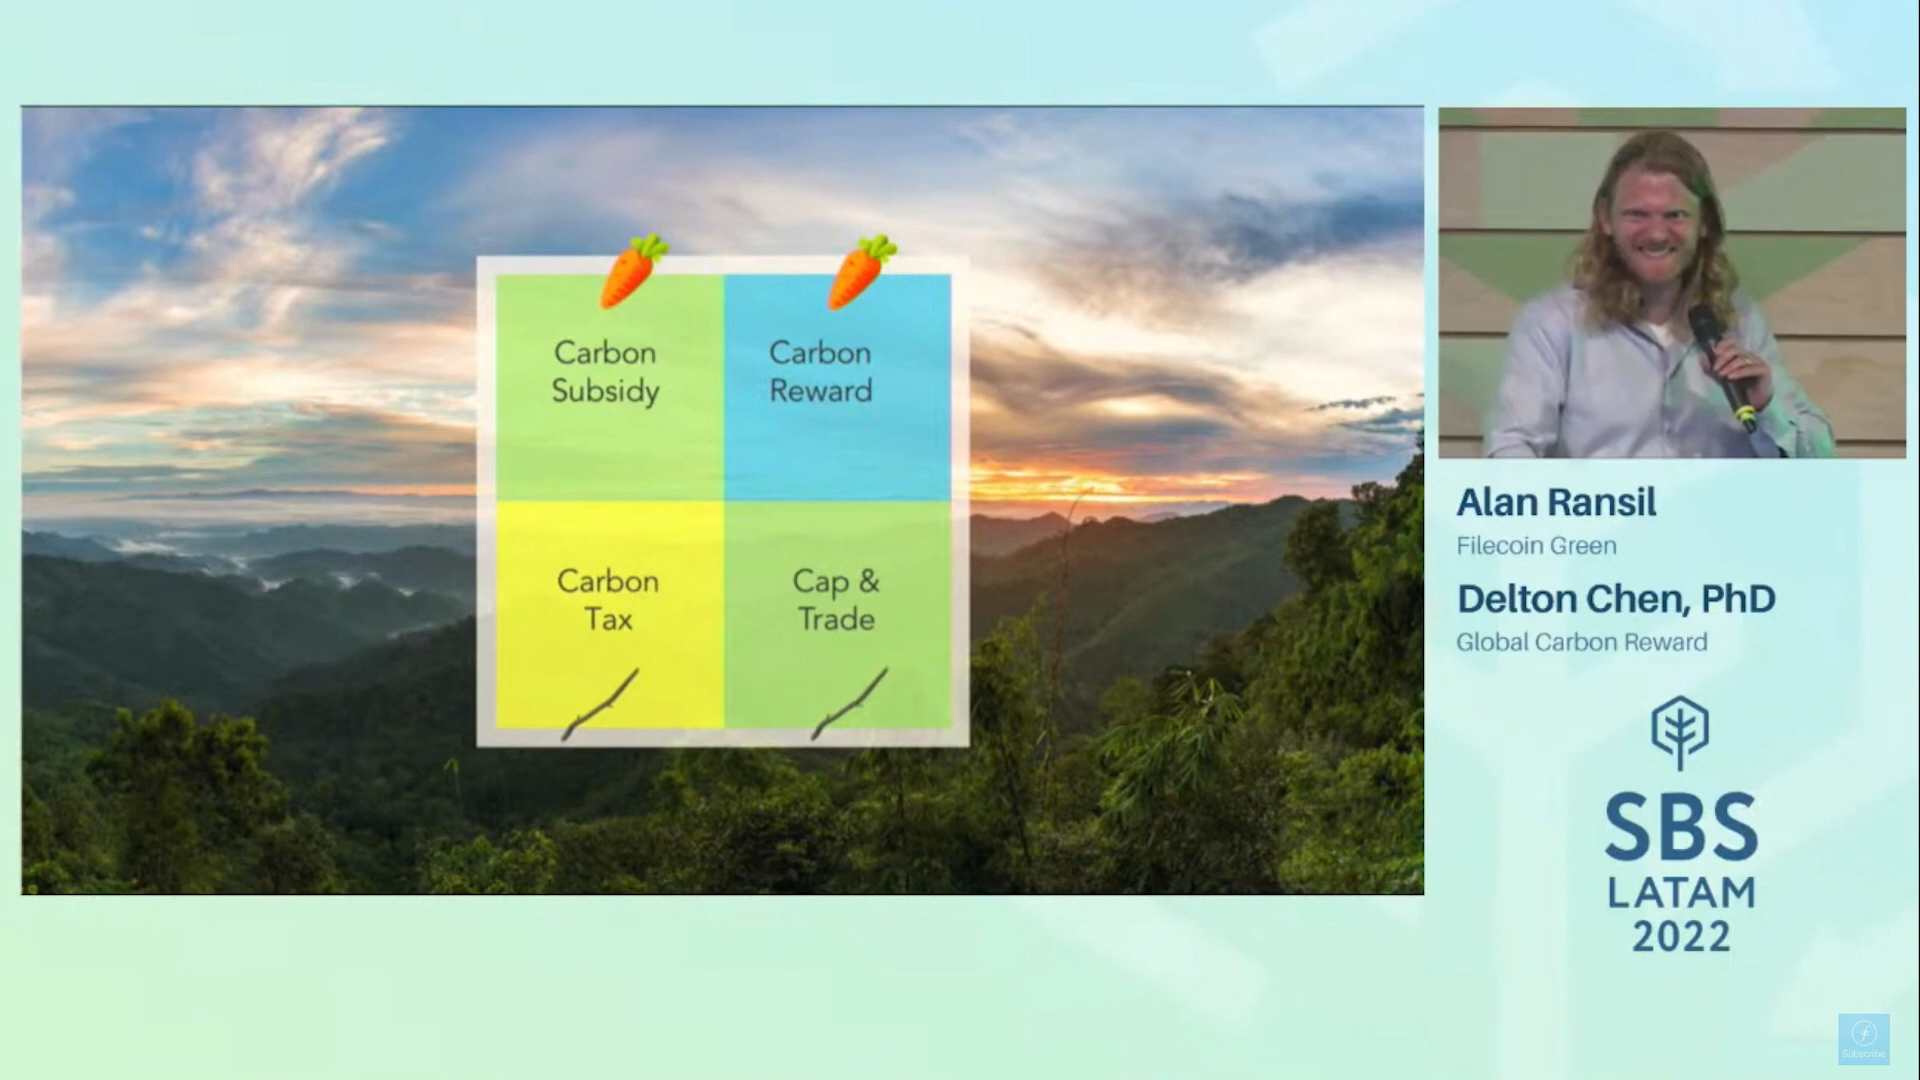 Carbon
Subsidy
Carbon
Reward
Carbon
Tax
Cap &
Trade
Alan Ransil
Filecoin Green
Delton Chen, PhD
Global Carbon Reward
SBS
LATAM
2022
Subscribe